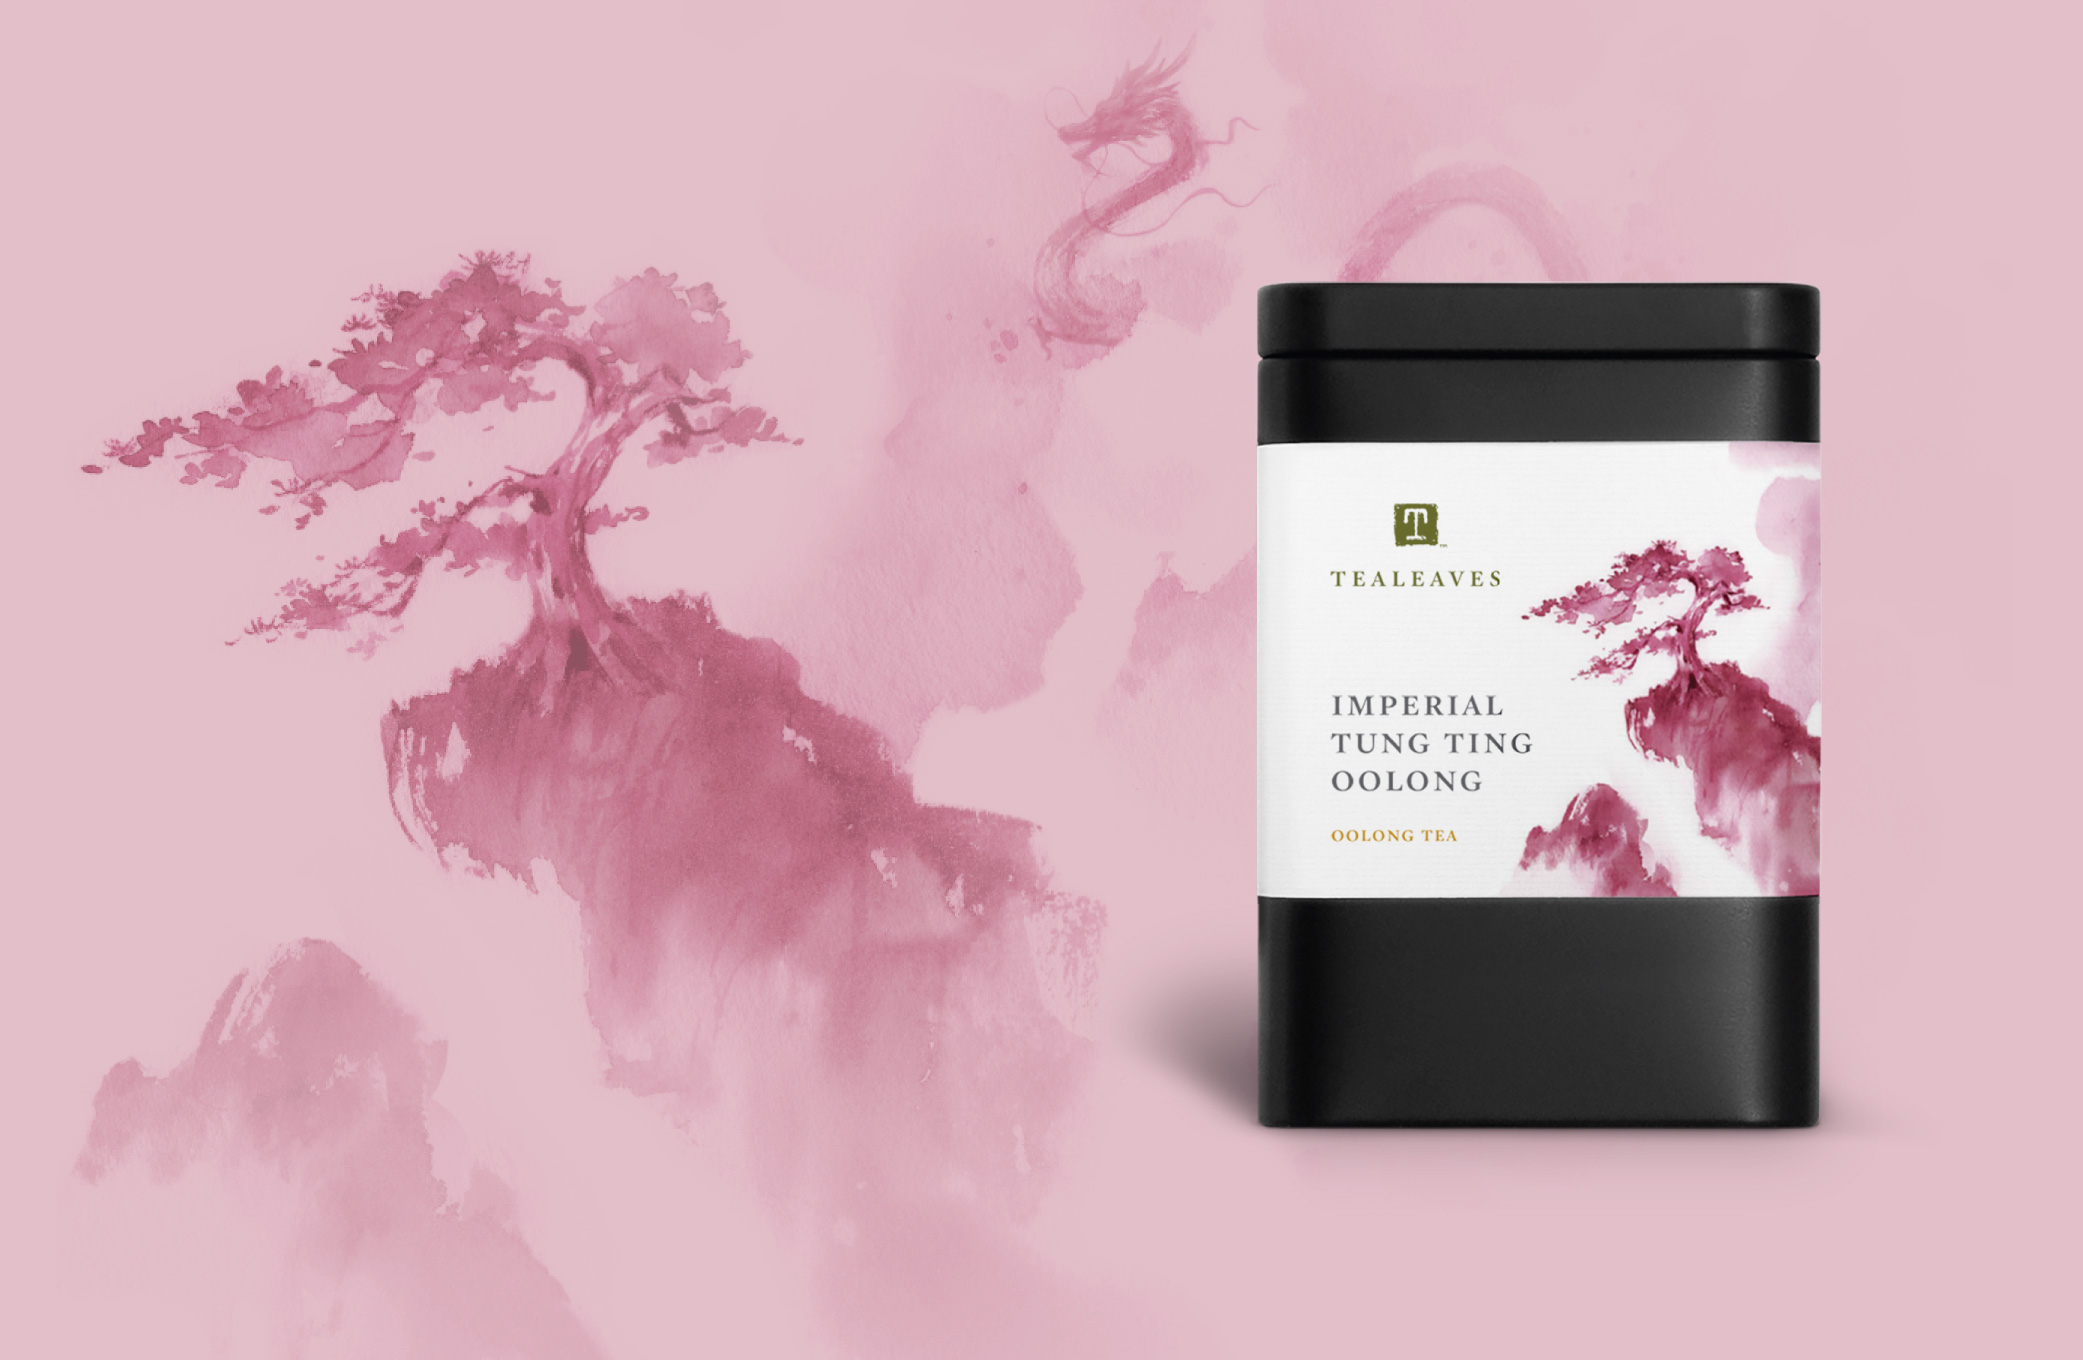 T
TEALEAVES
IMPERIAL
TUNG TING
OOLONG
OOLONG TEA